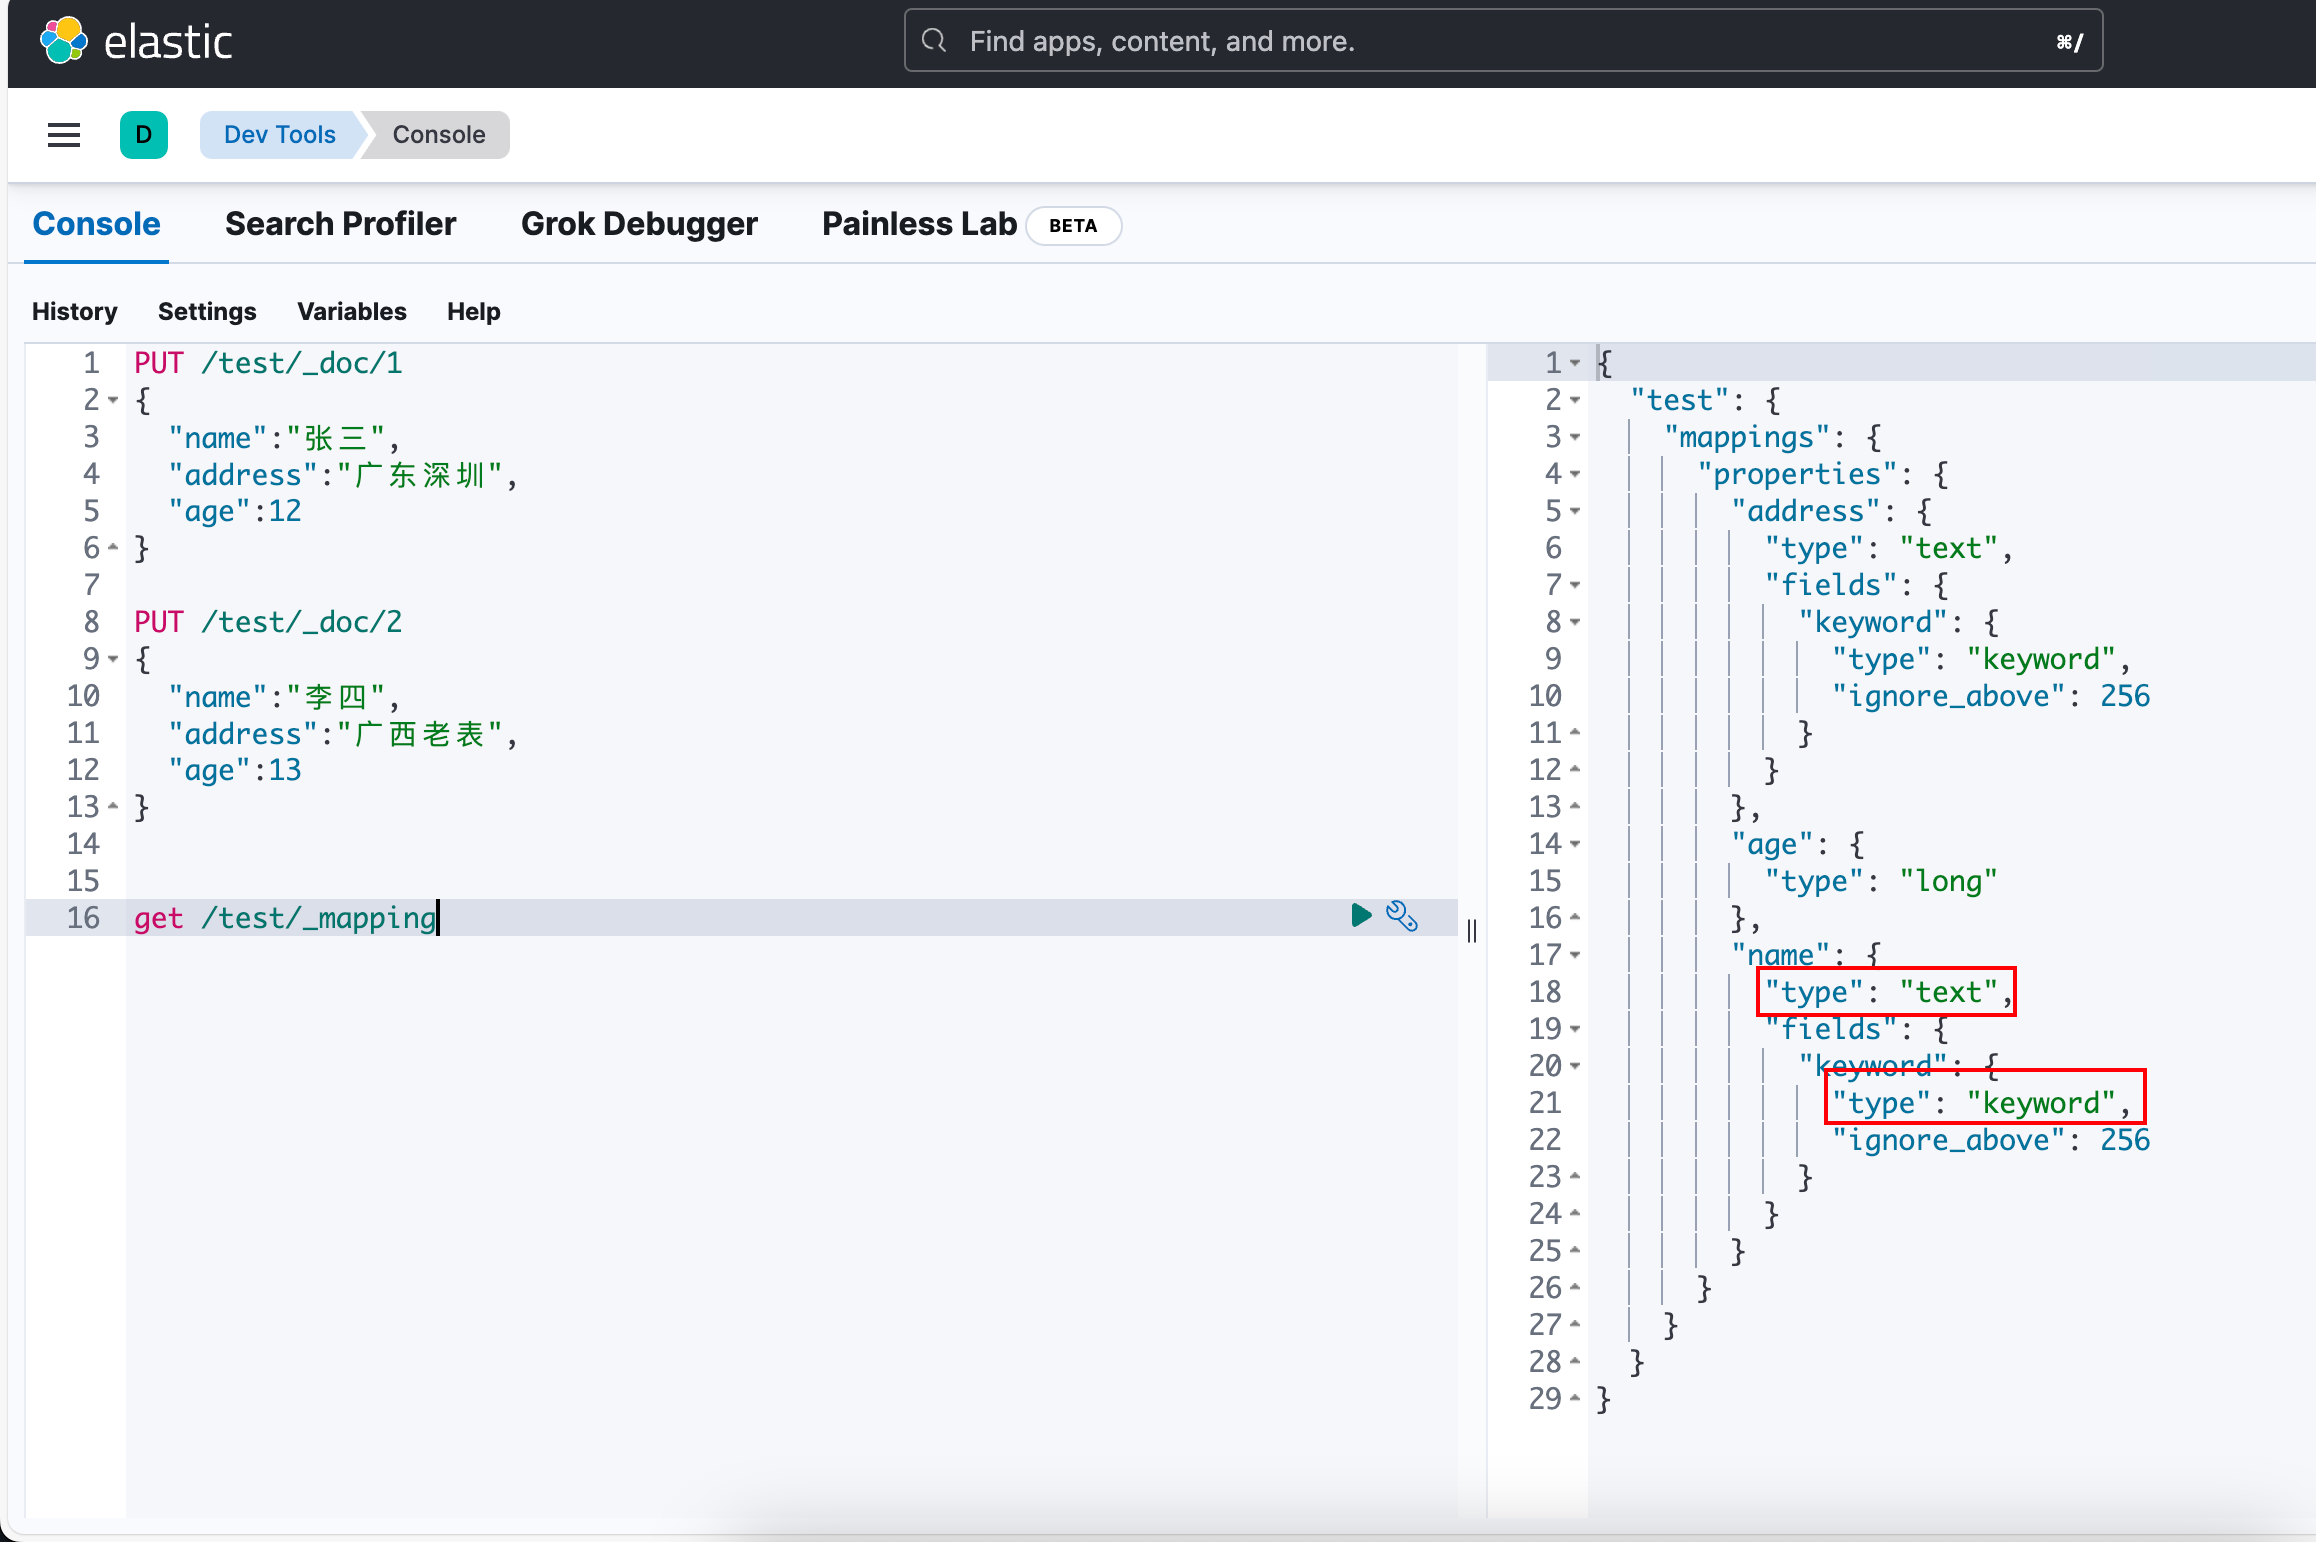 elastic
Find apps, content, and more.
⌘/
D
Dev Tools
Console
Console
Search Profiler
Grok Debugger
Painless Lab
BETA
History
Settings
Variables
Help
1 PUT /test/_doc/1
2 {
3 "name":"张三",
4 "address":"广东深圳",
5 "age":12
6 }
7
8 PUT /test/_doc/2
9 {
10 "name":"李四",
11 "address":"广西老表",
12 "age":13
13 }
14
15
16 get /test/_mapping
1 {
2 "test": {
3 "mappings": {
4 "properties": {
5 "address": {
6 "type": "text",
7 "fields": {
8 "keyword": {
9 "type": "keyword",
10 "ignore_above": 256
11 }
12 }
13 },
14 "age": {
15 "type": "long"
16 },
17 "name": {
18 "type": "text",
19 "fields": {
20 "keyword": {
21 "type": "keyword",
22 "ignore_above": 256
23 }
24 }
25 }
26 }
27 }
28 }
29 }